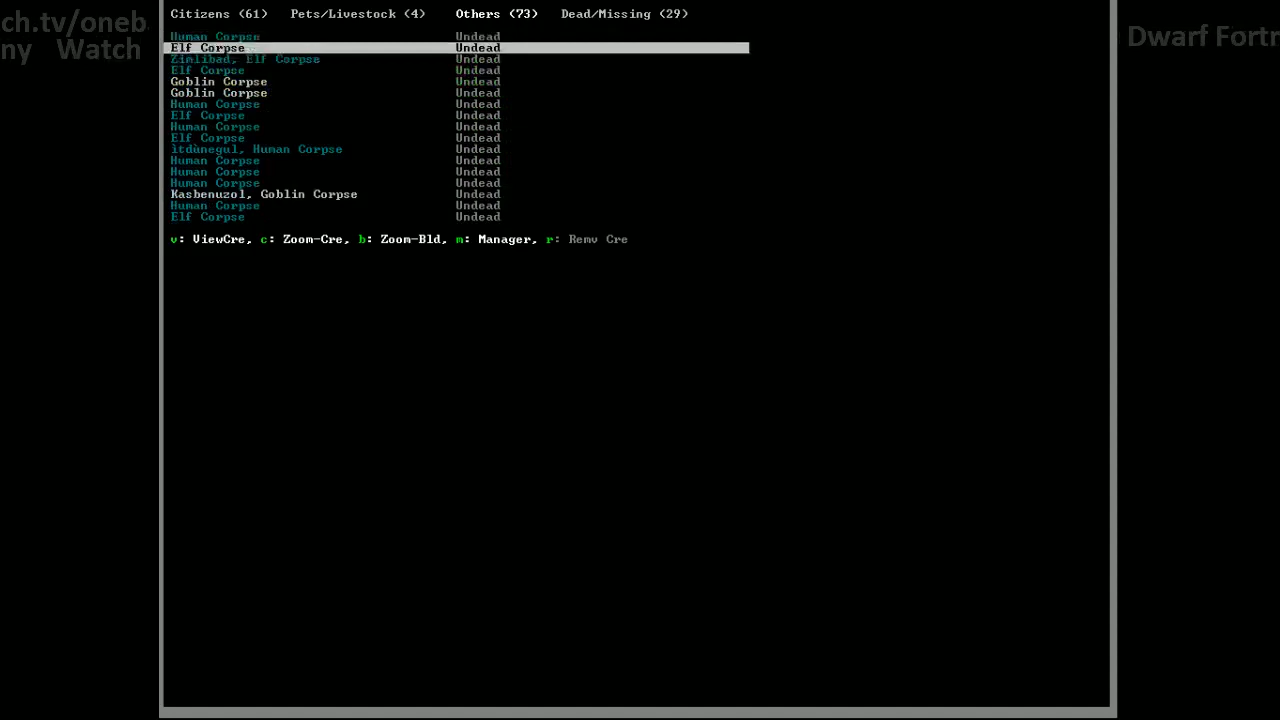 ch.tv/oneb
ny Watch
Dwarf Fortr
Citizens (61) Pets/Livestock (4) Others (73) Dead/Missing (29)
Human Corpse Undead
Elf Corpse Undead
Zimlibad, Elf Corpse Undead
Elf Corpse Undead
Goblin Corpse Undead
Goblin Corpse Undead
Human Corpse Undead
Elf Corpse Undead
Human Corpse Undead
Elf Corpse Undead
îtdùnegul, Human Corpse Undead
Human Corpse Undead
Human Corpse Undead
Human Corpse Undead
Kasbenuzol, Goblin Corpse Undead
Human Corpse Undead
Elf Corpse Undead
v: ViewCre, c: Zoom-Cre, b: Zoom-Bld, m: Manager, r: Remv Cre